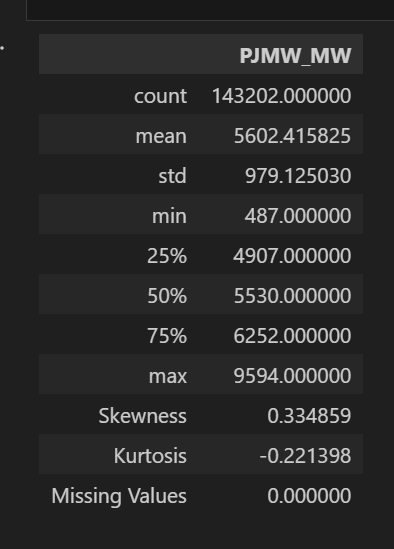 PJMW_MW
count 143202.000000
mean 5602.415825
std 979.125030
min 487.000000
25% 4907.000000
50% 5530.000000
75% 6252.000000
max 9594.000000
Skewness 0.334859
Kurtosis -0.221398
Missing Values 0.000000